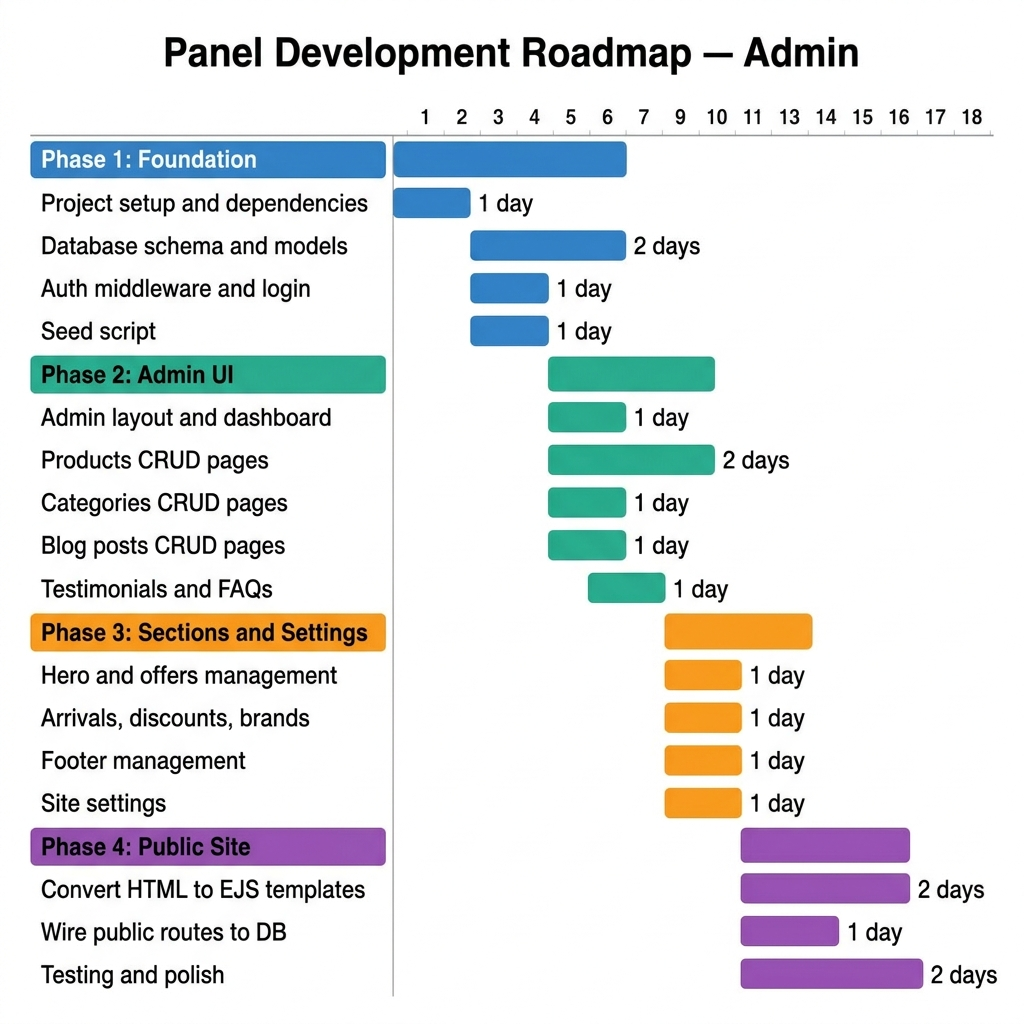 Panel Development Roadmap — Admin
1 2 3 4 5 6 7 9 10 11 13 14 15 16 17 18
Phase 1: Foundation
Project setup and dependencies 1 day
Database schema and models 2 days
Auth middleware and login 1 day
Seed script 1 day
Phase 2: Admin UI
Admin layout and dashboard 1 day
Products CRUD pages 2 days
Categories CRUD pages 1 day
Blog posts CRUD pages 1 day
Testimonials and FAQs 1 day
Phase 3: Sections and Settings
Hero and offers management 1 day
Arrivals, discounts, brands 1 day
Footer management 1 day
Site settings 1 day
Phase 4: Public Site
Convert HTML to EJS templates 2 days
Wire public routes to DB 1 day
Testing and polish 2 days